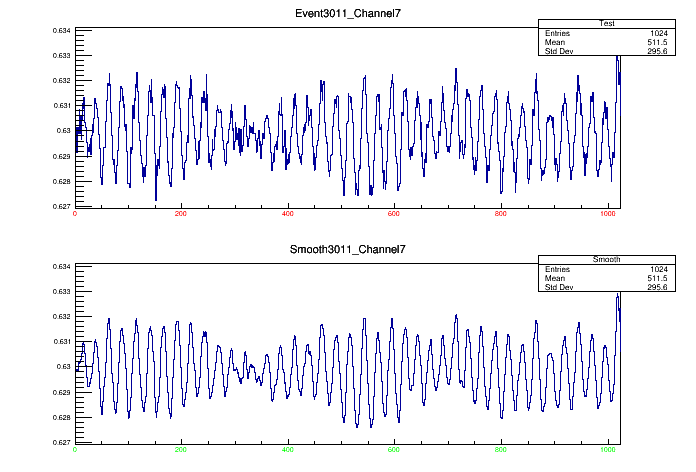 Event3011_Channel7
Test
Entries 1024
Mean 511.5
Std Dev 295.6
0.634
0.633
0.632
0.631
0.63
0.629
0.628
0.627
0 200 400 600 800 1000
Smooth3011_Channel7
Smooth
Entries 1024
Mean 511.5
Std Dev 295.6
0.634
0.633
0.632
0.631
0.63
0.629
0.628
0.627
0 200 400 600 800 1000